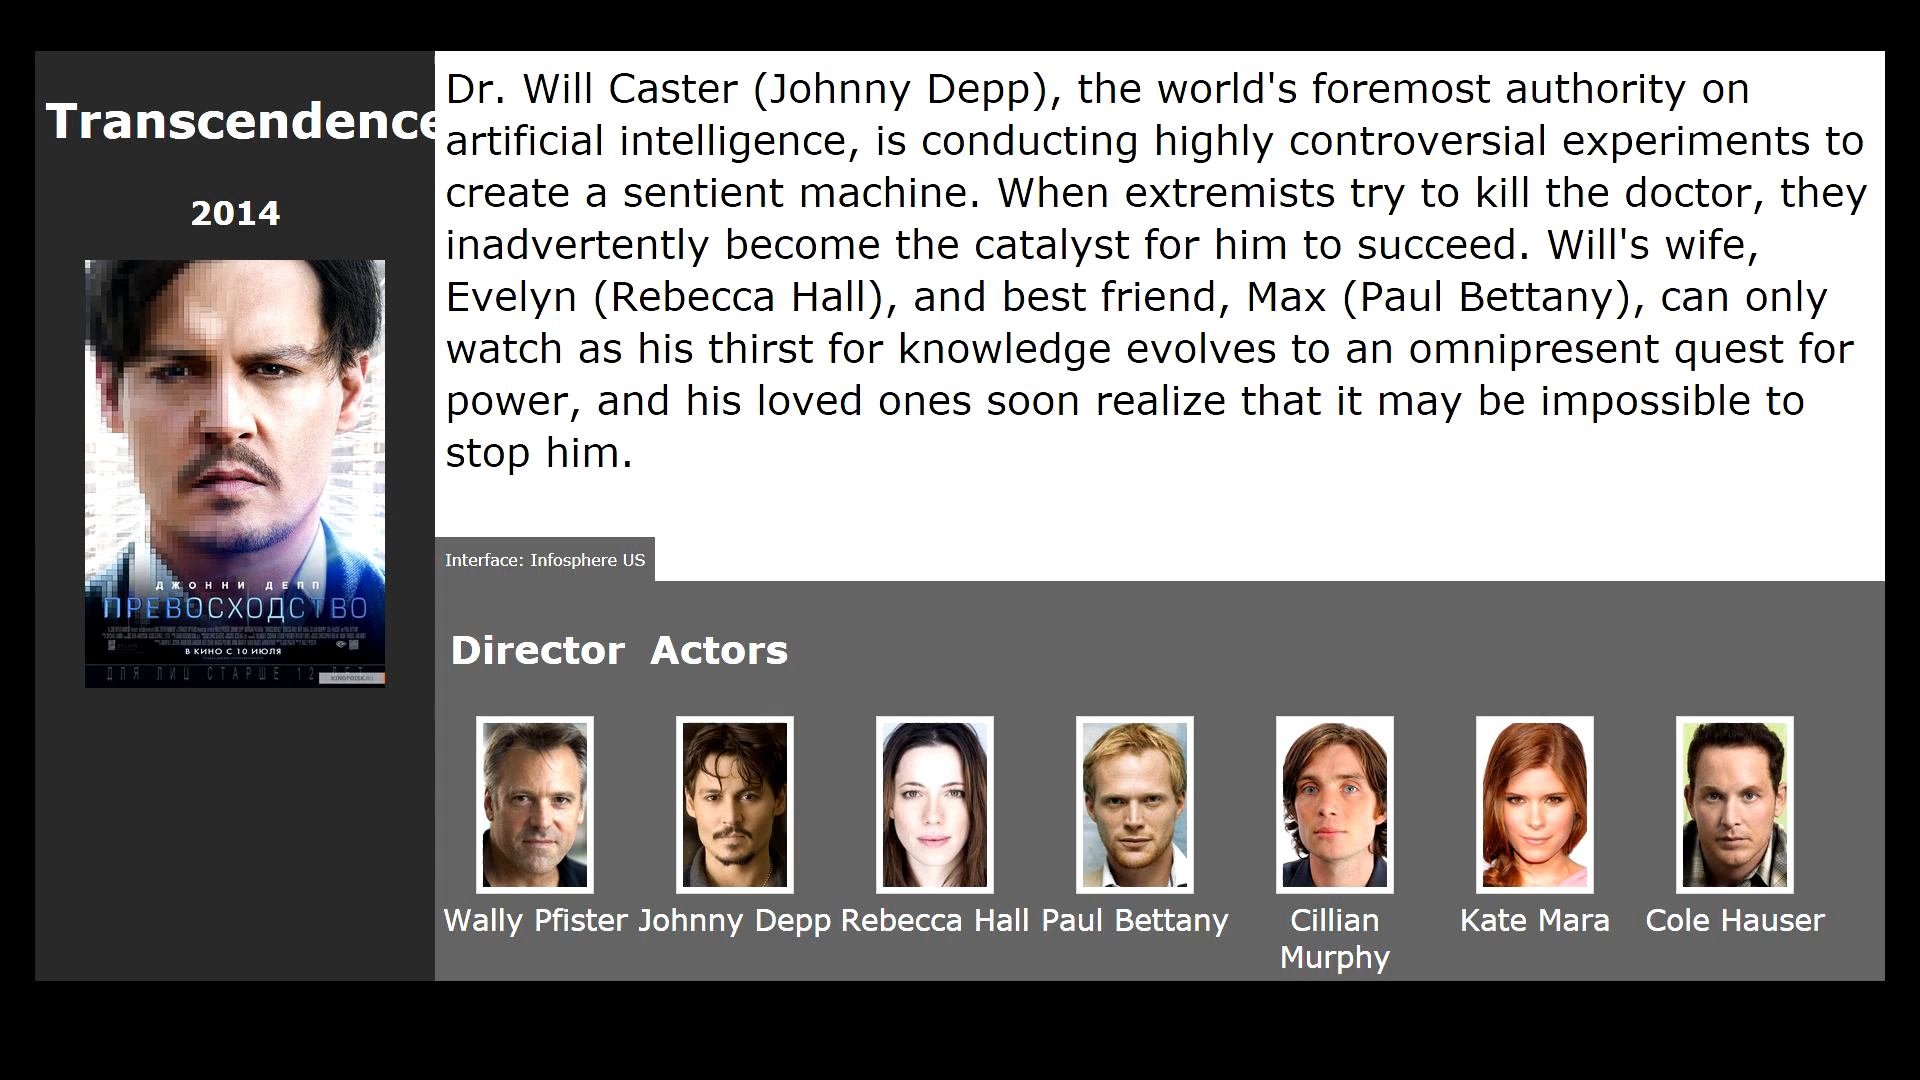 Transcendence
2014
ДЖОННИ ДЕПП
ПРЕВОСХОДСТВО
В КИНО С 10 ИЮЛЯ
ДЛЯ ЛИЦ СТАРШЕ 12 ЛЕТ
KINOPOISK.RU
Dr. Will Caster (Johnny Depp), the world's foremost authority on
artificial intelligence, is conducting highly controversial experiments to
create a sentient machine. When extremists try to kill the doctor, they
inadvertently become the catalyst for him to succeed. Will's wife,
Evelyn (Rebecca Hall), and best friend, Max (Paul Bettany), can only
watch as his thirst for knowledge evolves to an omnipresent quest for
power, and his loved ones soon realize that it may be impossible to
stop him.
Interface: Infosphere US
Director Actors
Wally Pfister Johnny Depp Rebecca Hall Paul Bettany Cillian Kate Mara Cole Hauser
Murphy